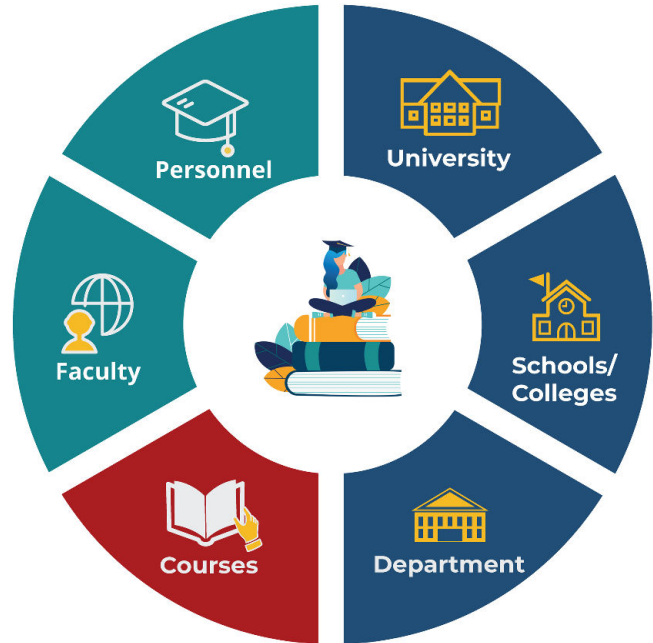 Personnel
University
Faculty
Schools/
Colleges
Courses
Department